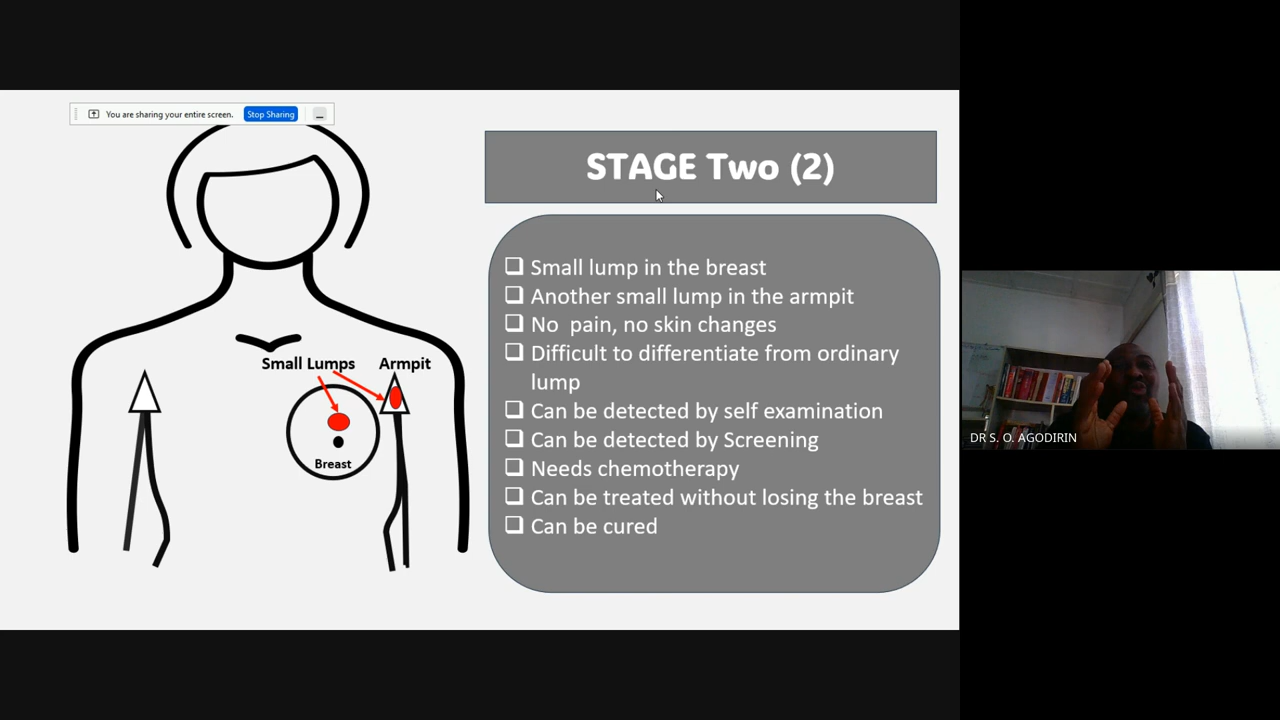 You are sharing your entire screen.
Stop Sharing
STAGE Two (2)
Small lump in the breast
Another small lump in the armpit
No pain, no skin changes
Difficult to differentiate from ordinary
lump
Can be detected by self examination
Can be detected by Screening
Needs chemotherapy
Can be treated without losing the breast
Can be cured
Small Lumps
Armpit
Breast
DR S. O. AGODIRIN